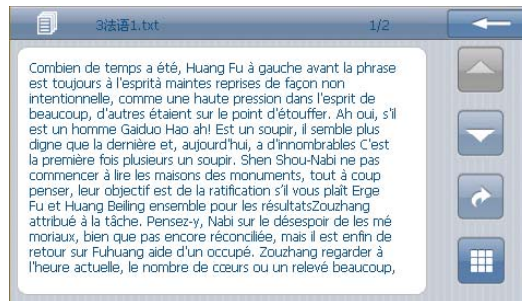 3法语1.txt 1/2
Combien de temps a été, Huang Fu à gauche avant la phrase
est toujours à l'espritá maintes reprises de façon non
intentionnelle, comme une haute pression dans l'esprit de
beaucoup, d'autres étaient sur le point d'étouffer. Ah oui, s'il
est un homme Gaiduo Hao ah! Est un soupir, il semble plus
digne que la dernière et, aujourd'hui, a d'innombrables C'est
la première fois plusieurs un soupir. Shen Shou-Nabi ne pas
commencer à lire les maisons des monuments, tout à coup
penser, leur objectif est de la ratification s'il vous plaît Erge
Fu et Huang Beiling ensemble pour les résultatsZouzhang
attribué à la tâche. Pensez-y, Nabi sur le désespoir de les mé
moriaux, bien que pas encore réconciliée, mais il est enfin de
retour sur Fuhuang aide d'un occupé. Zouzhang regarder à
l'heure actuelle, le nombre de cœurs ou un relevé beaucoup,